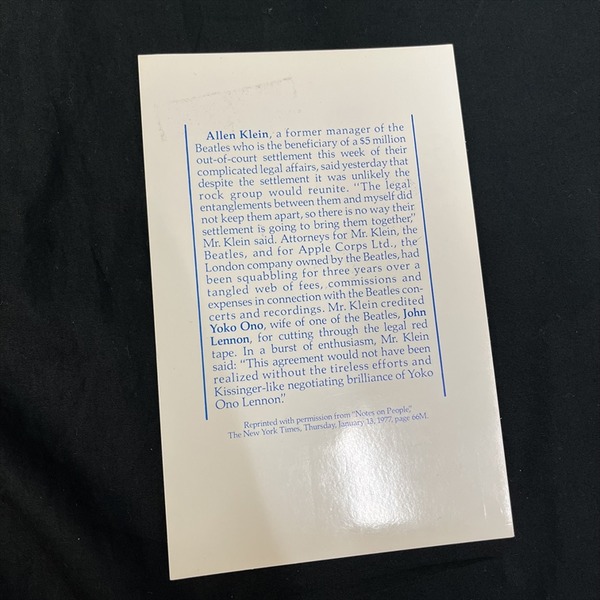 Allen Klein, a former manager of the
Beatles who is the beneficiary of a $5 million
out-of-court settlement this week of their
complicated legal affairs, said yesterday that
despite the settlement it was unlikely the
rock group would reunite. "The legal
entanglements between them and myself did
not keep them apart, so there is no way their
settlement is going to bring them together,"
Mr. Klein said. Attorneys for Mr. Klein, the
Beatles, and for Apple Corps Ltd., the
London company owned by the Beatles, had
been squabbling for three years over a
tangled web of fees, commissions and
expenses in connection with the Beatles con-
certs and recordings. Mr. Klein credited
Yoko Ono, wife of one of the Beatles, John
Lennon, for cutting through the legal red
tape. In a burst of enthusiasm, Mr. Klein
said: "This agreement would not have been
realized without the tireless efforts and
Kissinger-like negotiating brilliance of Yoko
Ono Lennon."
Reprinted with permission from "Notes on People,"
The New York Times, Thursday, January 13, 1977, page 66M.